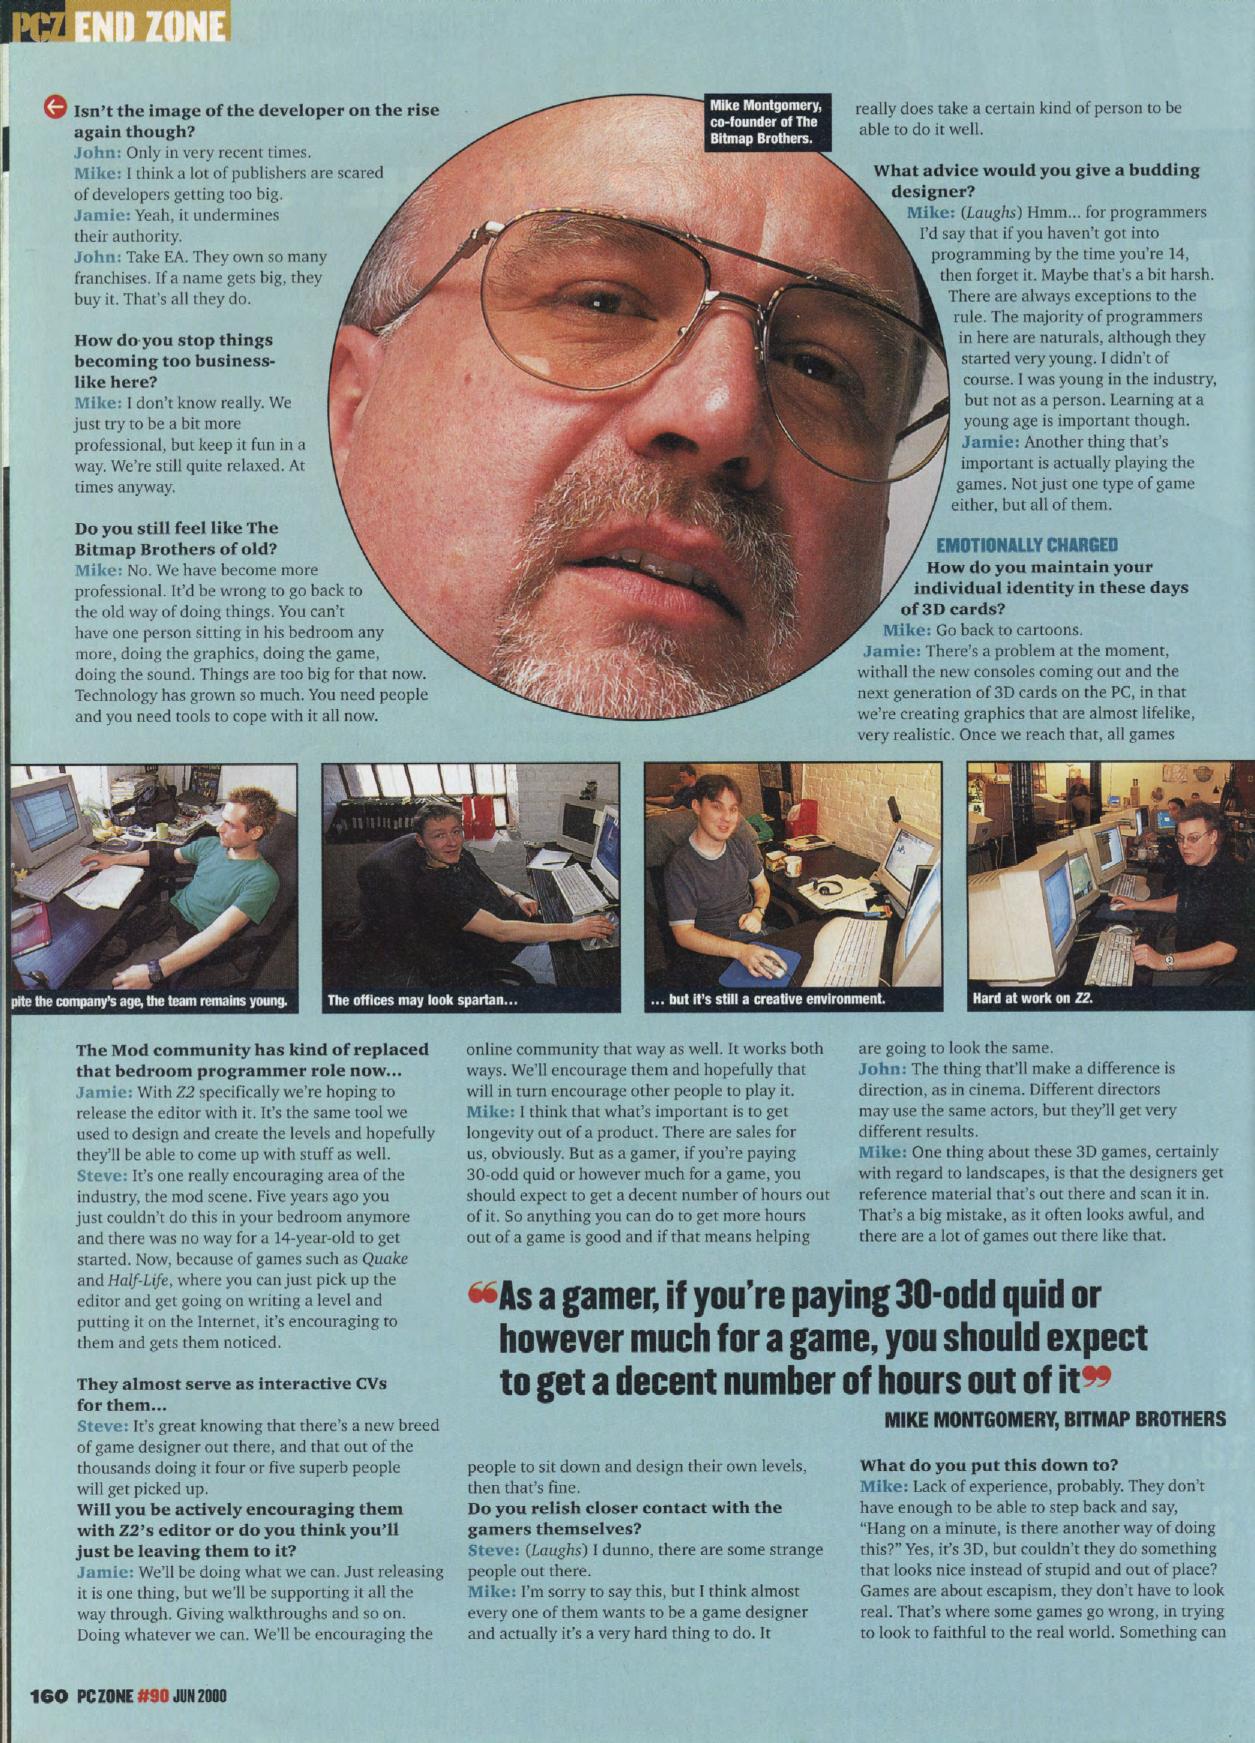 PCZ END ZONE
Isn't the image of the developer on the rise
again though?
John: Only in very recent times.
Mike: I think a lot of publishers are scared
of developers getting too big.
Jamie: Yeah, it undermines
their authority.
John: Take EA. They own so many
franchises. If a name gets big, they
buy it. That's all they do.
How do you stop things
becoming too business-
like here?
Mike: I don't know really. We
just try to be a bit more
professional, but keep it fun in a
way. We're still quite relaxed. At
times anyway.
Do you still feel like The
Bitmap Brothers of old?
Mike: No. We have become more
professional. It'd be wrong to go back to
the old way of doing things. You can't
have one person sitting in his bedroom any
more, doing the graphics, doing the game,
doing the sound. Things are too big for that now.
Technology has grown so much. You need people
and you need tools to cope with it all now.
Mike Montgomery,
co-founder of The
Bitmap Brothers.
really does take a certain kind of person to be
able to do it well.
What advice would you give a budding
designer?
Mike: (Laughs) Hmm... for programmers
I'd say that if you haven't got into
programming by the time you're 14,
then forget it. Maybe that's a bit harsh.
There are always exceptions to the
rule. The majority of programmers
in here are naturals, although they
started very young. I didn't of
course. I was young in the industry,
but not as a person. Learning at a
young age is important though.
Jamie: Another thing that's
important is actually playing the
games. Not just one type of game
either, but all of them.
EMOTIONALLY CHARGED
How do you maintain your
individual identity in these days
of 3D cards?
Mike: Go back to cartoons.
Jamie: There's a problem at the moment,
withall the new consoles coming out and the
next generation of 3D cards on the PC, in that
we're creating graphics that are almost lifelike,
very realistic. Once we reach that, all games
pite the company's age, the team remains young.
The offices may look spartan...
... but it's still a creative environment.
Hard at work on Z2.
The Mod community has kind of replaced
that bedroom programmer role now...
Jamie: With Z2 specifically we're hoping to
release the editor with it. It's the same tool we
used to design and create the levels and hopefully
they'll be able to come up with stuff as well.
Steve: It's one really encouraging area of the
industry, the mod scene. Five years ago you
just couldn't do this in your bedroom anymore
and there was no way for a 14-year-old to get
started. Now, because of games such as Quake
and Half-Life, where you can just pick up the
editor and get going on writing a level and
putting it on the Internet, it's encouraging to
them and gets them noticed.
They almost serve as interactive CVs
for them...
Steve: It's great knowing that there's a new breed
of game designer out there, and that out of the
thousands doing it four or five superb people
will get picked up.
Will you be actively encouraging them
with Z2's editor or do you think you'll
just be leaving them to it?
Jamie: We'll be doing what we can. Just releasing
it is one thing, but we'll be supporting it all the
way through. Giving walkthroughs and so on.
Doing whatever we can. We'll be encouraging the
online community that way as well. It works both
ways. We'll encourage them and hopefully that
will in turn encourage other people to play it.
Mike: I think that what's important is to get
longevity out of a product. There are sales for
us, obviously. But as a gamer, if you're paying
30-odd quid or however much for a game, you
should expect to get a decent number of hours out
of it. So anything you can do to get more hours
out of a game is good and if that means helping
people to sit down and design their own levels,
then that's fine.
Do you relish closer contact with the
gamers themselves?
Steve: (Laughs) I dunno, there are some strange
people out there.
Mike: I'm sorry to say this, but I think almost
every one of them wants to be a game designer
and actually it's a very hard thing to do. It
are going to look the same.
John: The thing that'll make a difference is
direction, as in cinema. Different directors
may use the same actors, but they'll get very
different results.
Mike: One thing about these 3D games, certainly
with regard to landscapes, is that the designers get
reference material that's out there and scan it in.
That's a big mistake, as it often looks awful, and
there are a lot of games out there like that.
“As a gamer, if you're paying 30-odd quid or
however much for a game, you should expect
to get a decent number of hours out of it”
MIKE MONTGOMERY, BITMAP BROTHERS
What do you put this down to?
Mike: Lack of experience, probably. They don't
have enough to be able to step back and say,
"Hang on a minute, is there another way of doing
this?" Yes, it's 3D, but couldn't they do something
that looks nice instead of stupid and out of place?
Games are about escapism, they don't have to look
real. That's where some games go wrong, in trying
to look to faithful to the real world. Something can
160 PC ZONE #90 JUN 2000